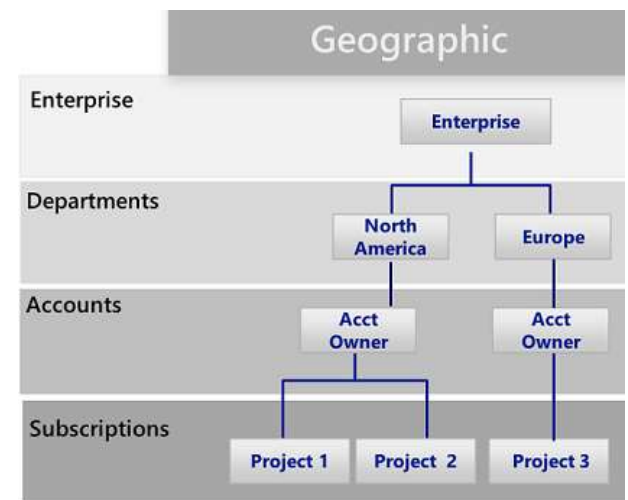 Geographic
Enterprise
Enterprise
Departments
North
America
Europe
Accounts
Acct
Owner
Acct
Owner
Subscriptions
Project 1
Project 2
Project 3